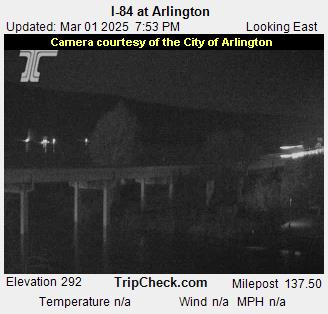 I-84 at Arlington
Updated: Mar 01 2025 7:53 PM Looking East
Camera courtesy of the City of Arlington
Elevation 292 TripCheck.com Milepost 137.50
Temperature n/a Wind n/a MPH n/a